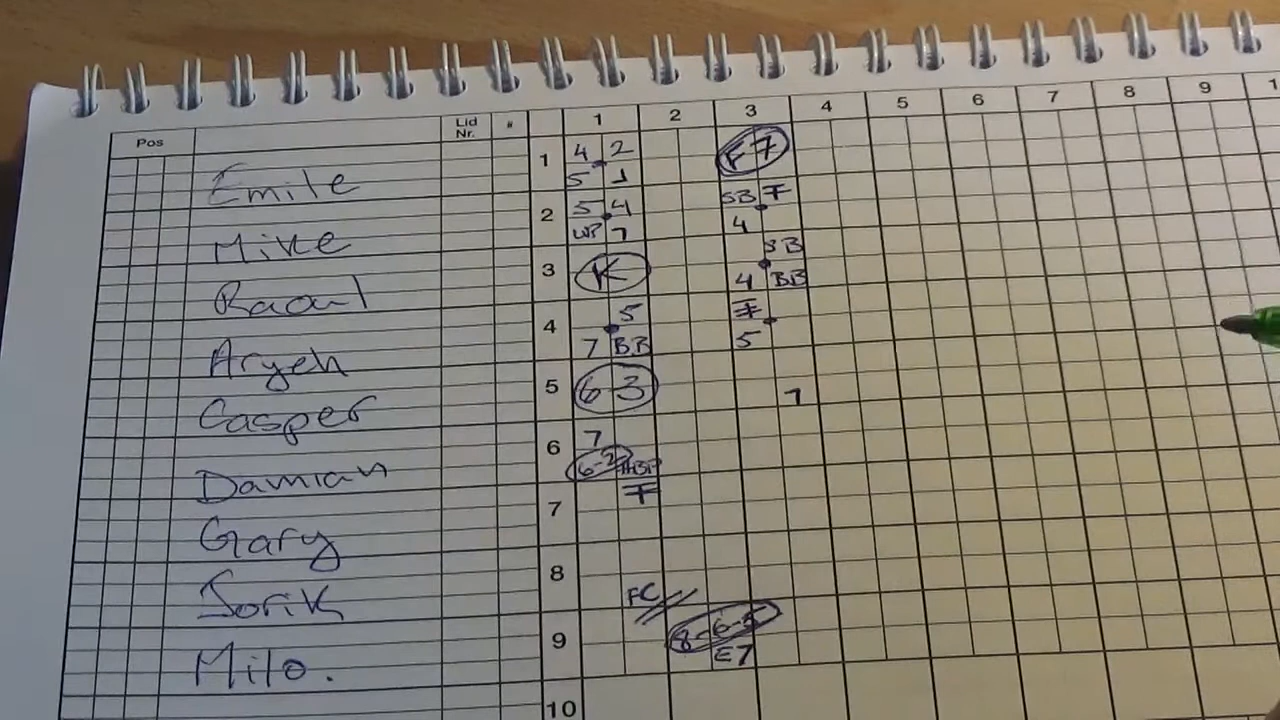 Pos Lid Nr. # 1 2 3 4 5 6 7 8 9 1
Emile 1 4 2 F7
5 1
Mike 2 5 4 SB
WP 7 4
Raoul 3 K SB
4 BB
Aryeh 4 5
7 BB 5
Casper 5 6-3 7
Damian 6 7
6-2
Gary 7
Jorik 8 FC
Milo. 9 8-6-5
E7
10